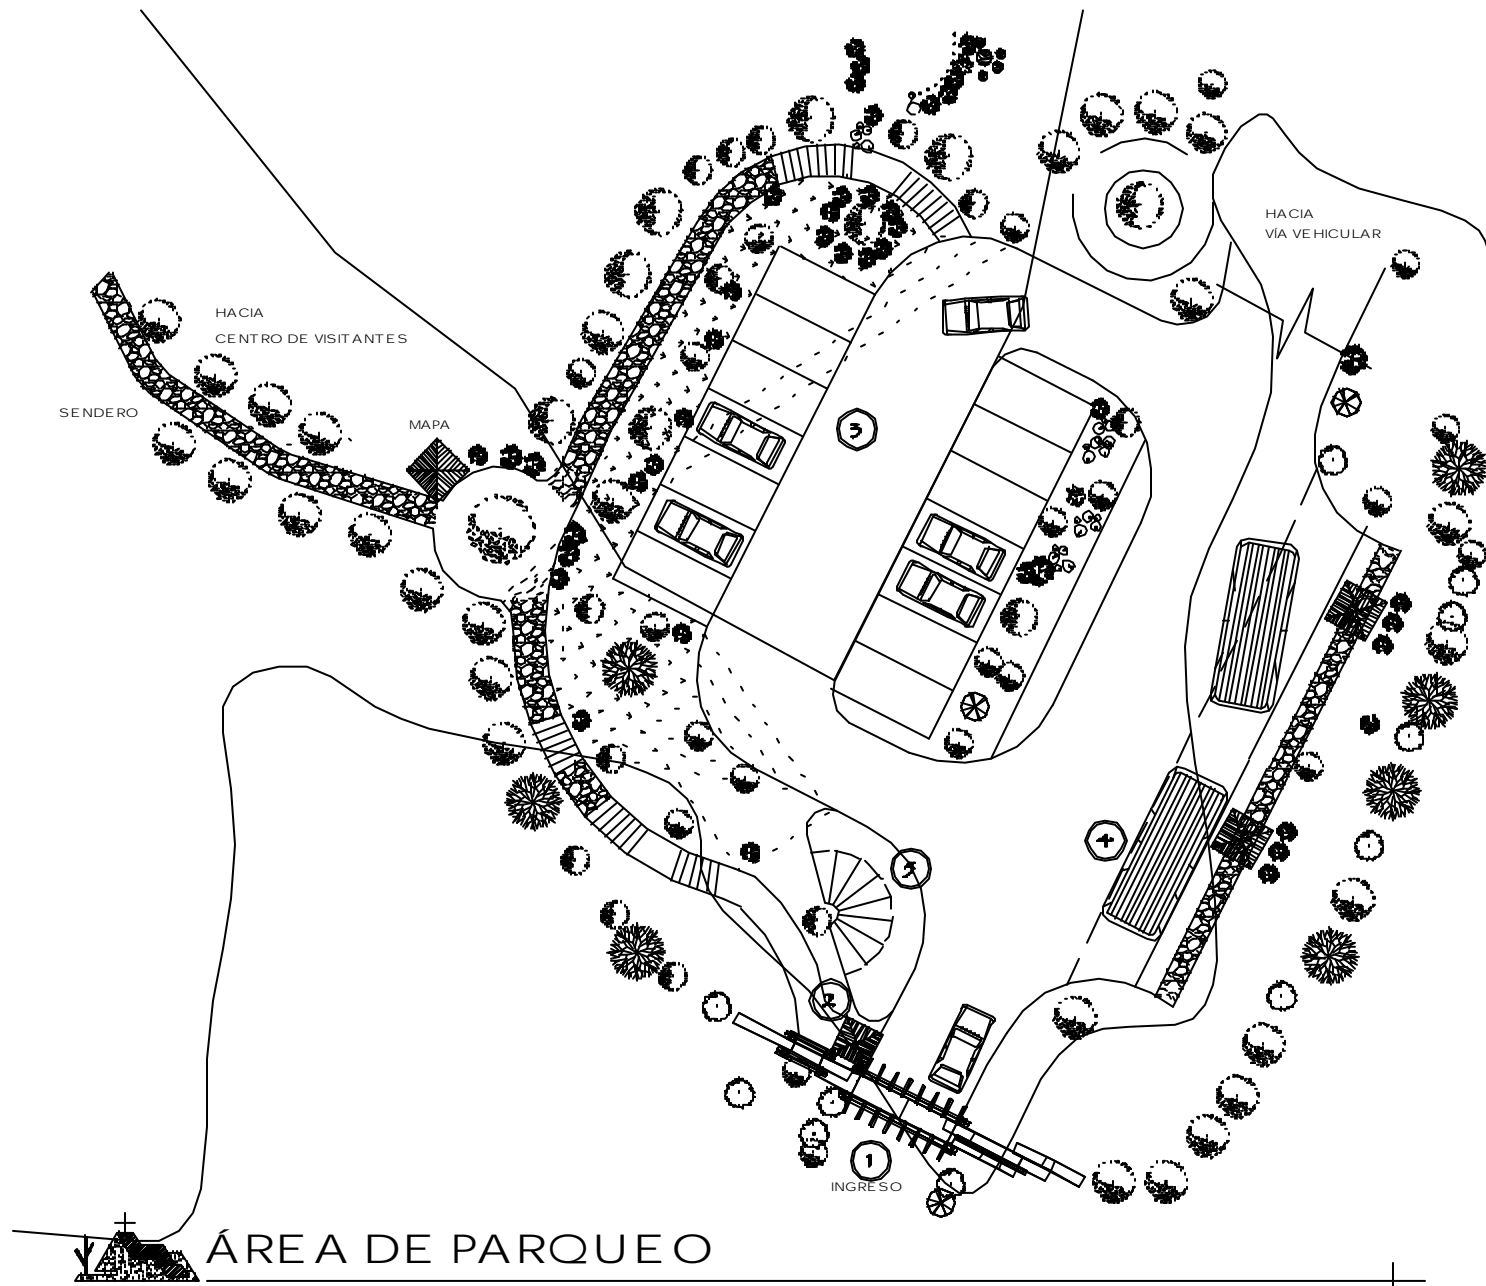 HACIA
VÍA VEHICULAR
HACIA
CENTRO DE VISITANTES
SENDERO
MAPA
3
4
5
2
1
INGRESO
ÁREA DE PARQUEO